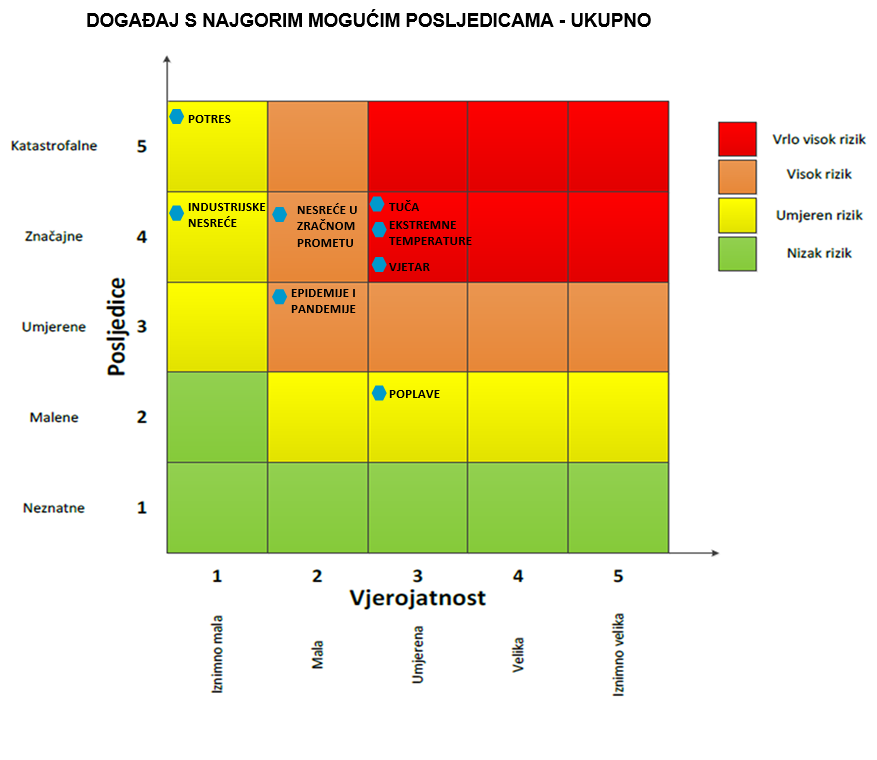 DOGAĐAJ S NAJGORIM MOGUĆIM POSLJEDICAMA - UKUPNO
Katastrofalne 5
Značajne 4
Umjerene 3
Malene 2
Neznatne 1
Posljedice
POTRES
INDUSTRIJSKE
NESREĆE
NESREĆE U
ZRAČNOM
PROMETU
TUČA
EKSTREMNE
TEMPERATURE
VJETAR
EPIDEMIJE I
PANDEMIJE
POPLAVE
Vrlo visok rizik
Visok rizik
Umjeren rizik
Nizak rizik
1 2 3 4 5
Vjerojatnost
Iznimno mala
Mala
Umjerena
Velika
Iznimno velika